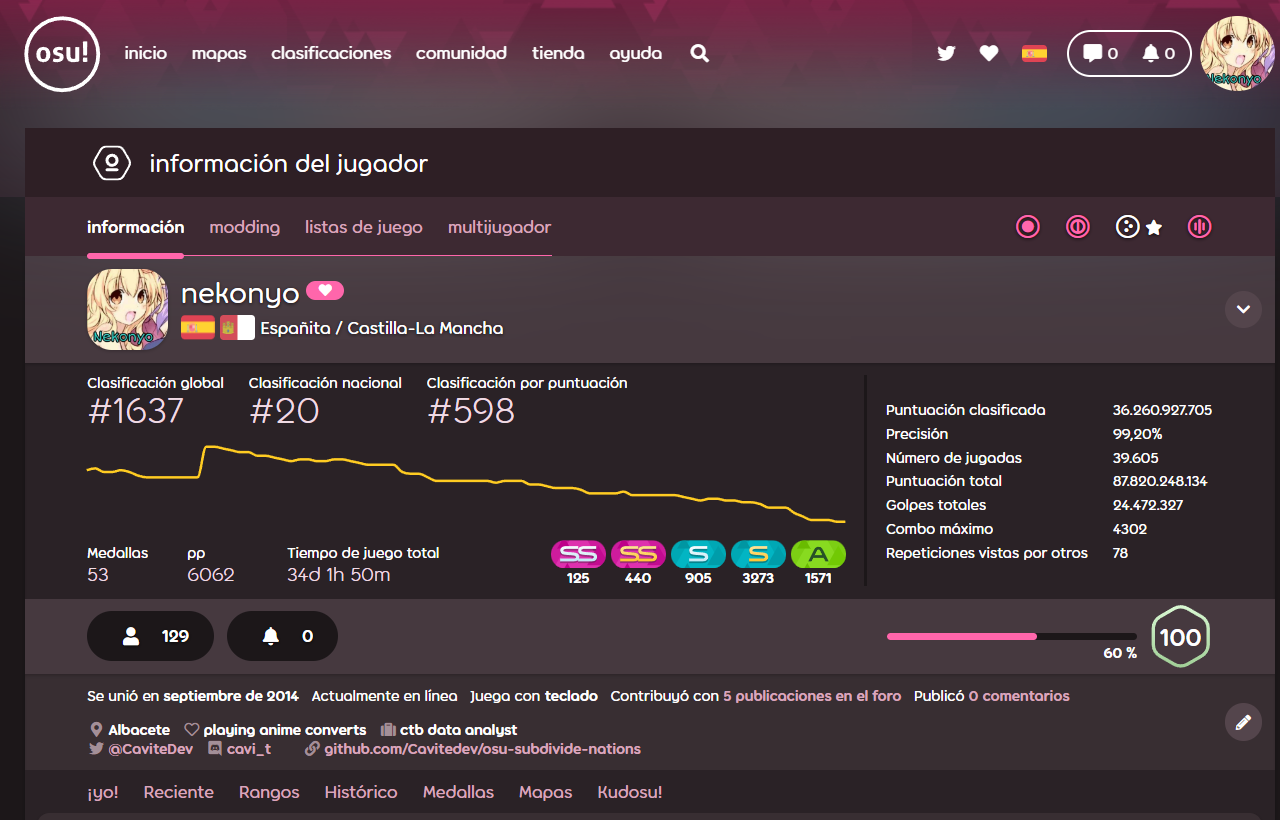 osu! inicio mapas clasificaciones comunidad tienda ayuda 0 0
Nekonyo
información del jugador
información modding listas de juego multijugador
nekonyo
Nekonyo
Españita / Castilla-La Mancha
Clasificación global Clasificación nacional Clasificación por puntuación
#1637 #20 #598
Puntuación clasificada 36.260.927.705
Precisión 99,20%
Número de jugadas 39.605
Puntuación total 87.820.248.134
Golpes totales 24.472.327
Combo máximo 4302
Repeticiones vistas por otros 78
Medallas pp Tiempo de juego total
53 6062 34d 1h 50m
SS SS S S A
125 440 905 3273 1571
129 0
60 % 100
Se unió en septiembre de 2014 Actualmente en línea Juega con teclado Contribuyó con 5 publicaciones en el foro Publicó 0 comentarios
Albacete playing anime converts ctb data analyst
@CaviteDev cavi_t github.com/Cavitedev/osu-subdivide-nations
¡yo! Reciente Rangos Histórico Medallas Mapas Kudosu!